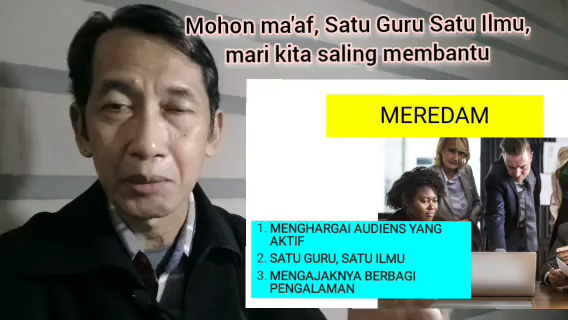 Mohon ma'af, Satu Guru Satu Ilmu,
mari kita saling membantu
MEREDAM
1. MENGHARGAI AUDIENS YANG
AKTIF
2. SATU GURU, SATU ILMU
3. MENGAJAKNYA BERBAGI
PENGALAMAN